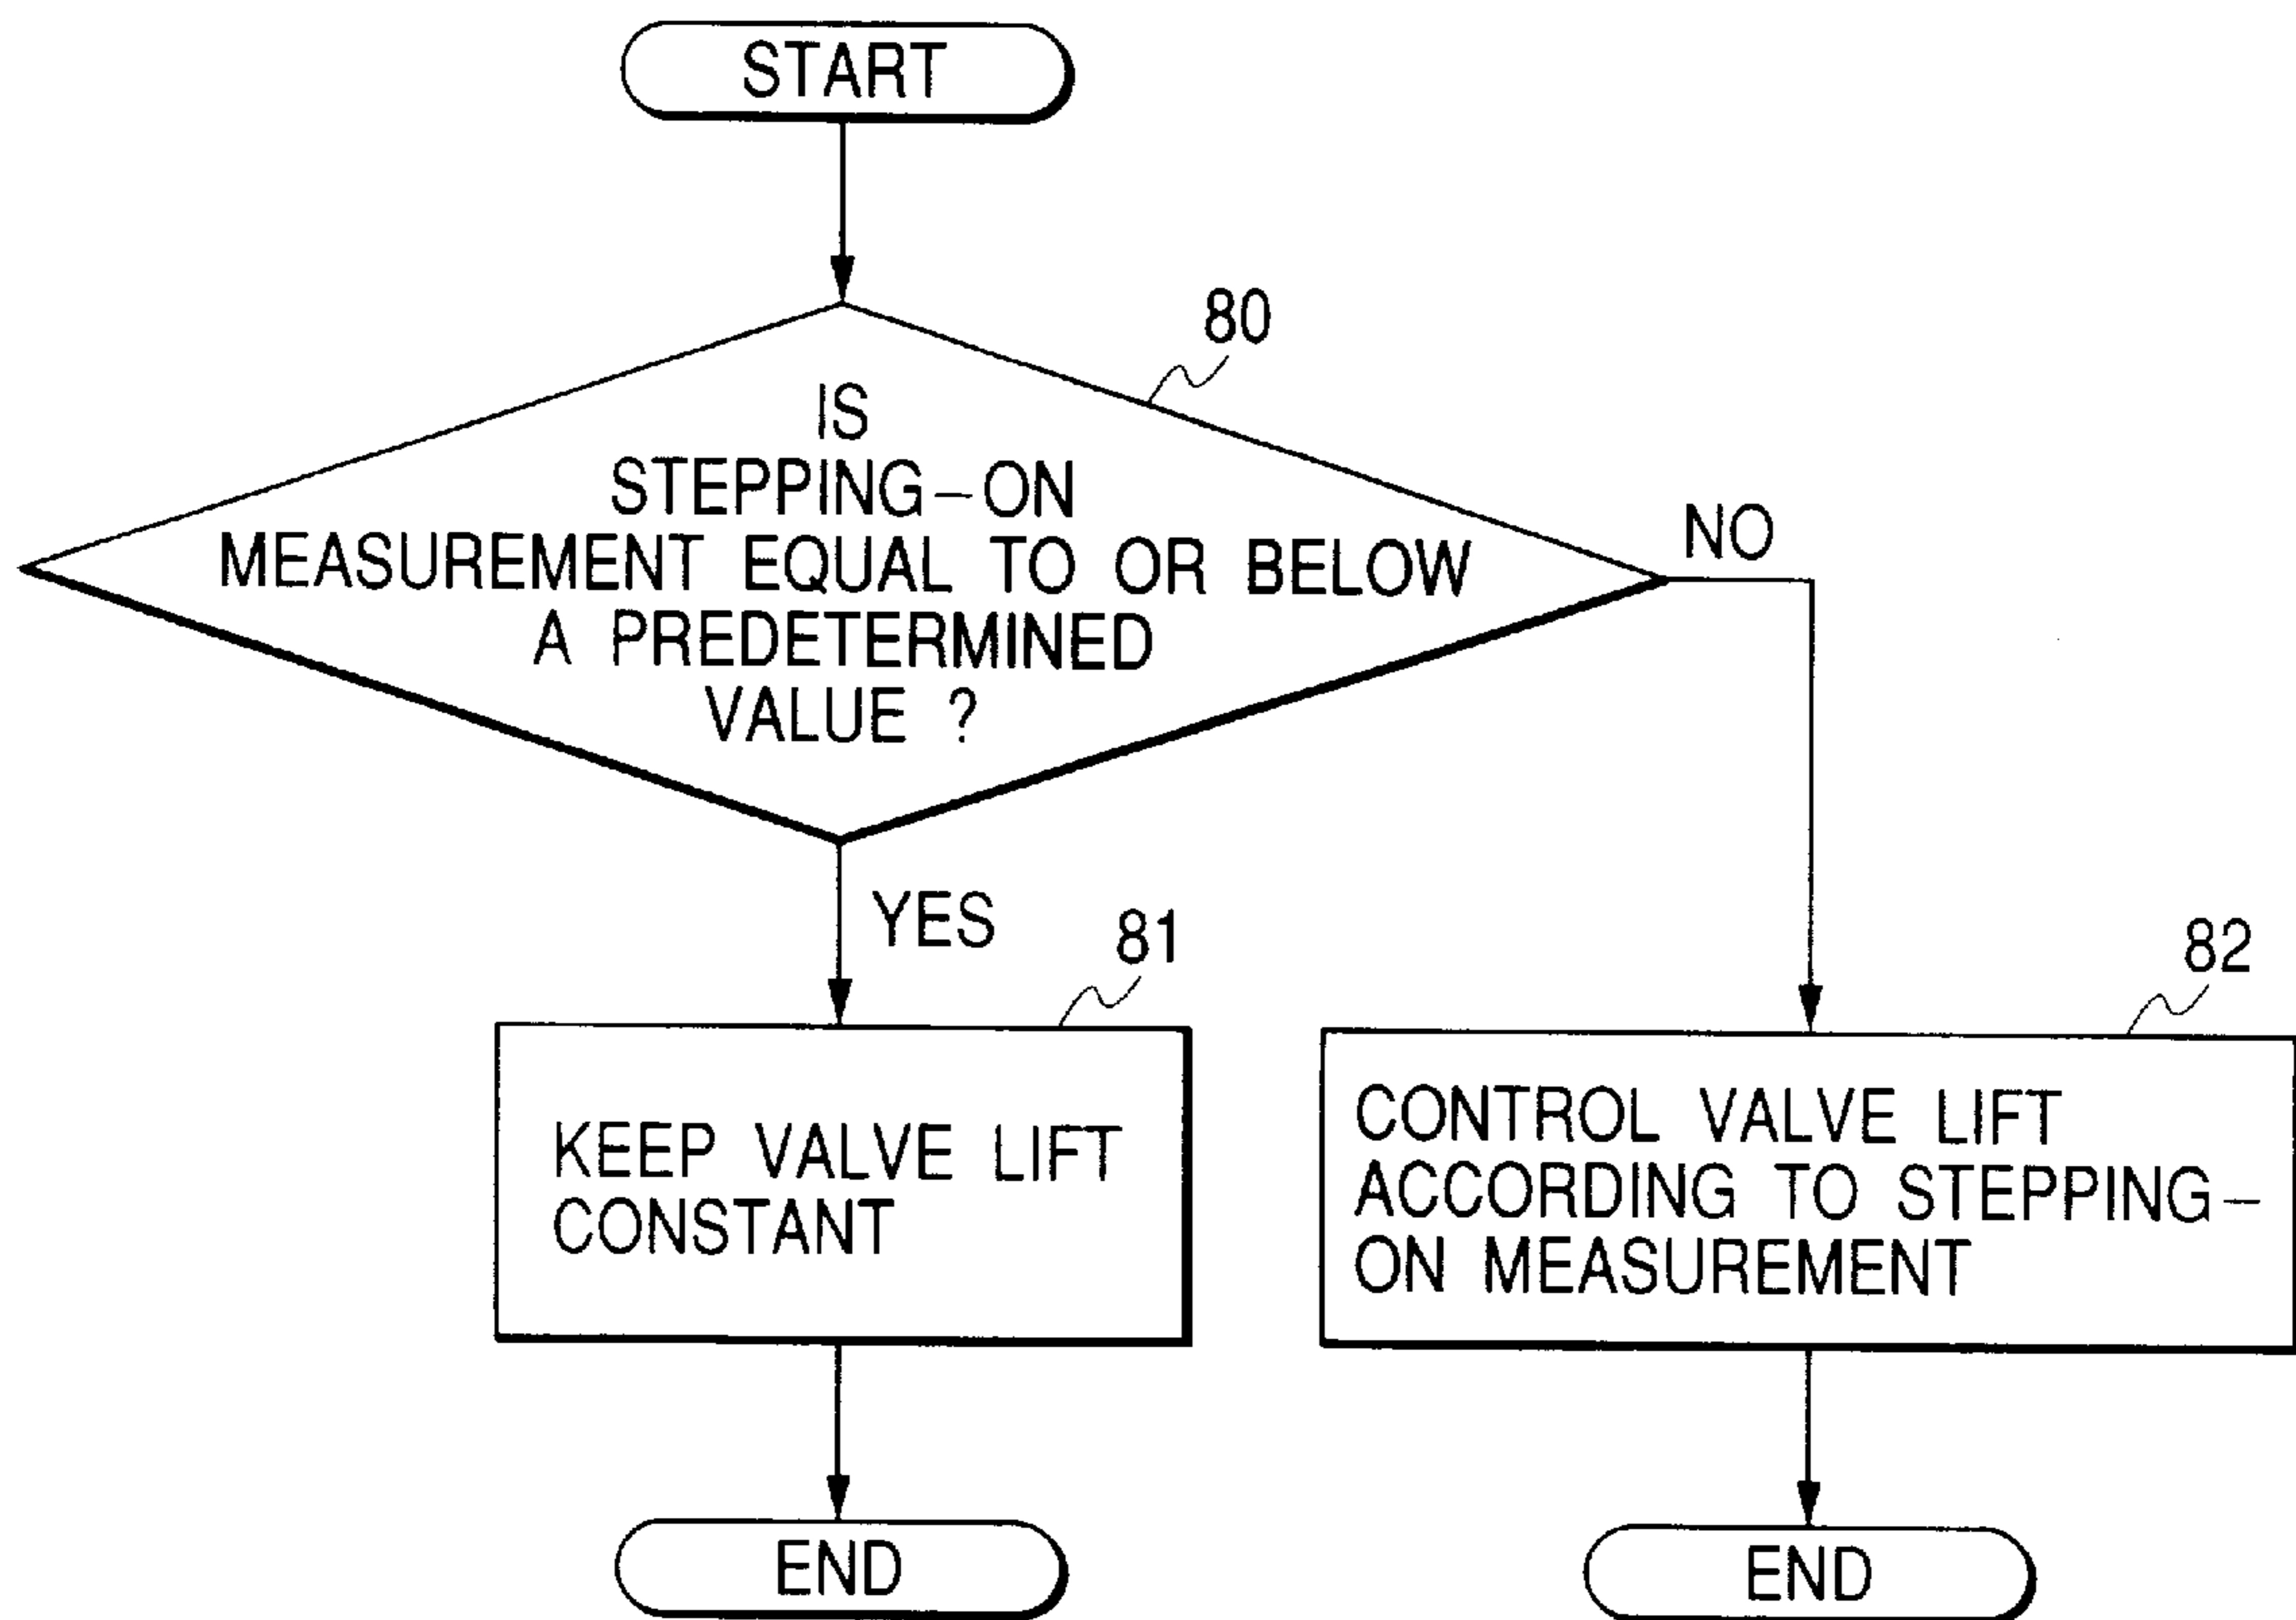 START
80
IS
STEPPING-ON
MEASUREMENT EQUAL TO OR BELOW
A PREDETERMINED
VALUE ?
NO
YES
81
KEEP VALVE LIFT
CONSTANT
82
CONTROL VALVE LIFT
ACCORDING TO STEPPING-
ON MEASUREMENT
END
END